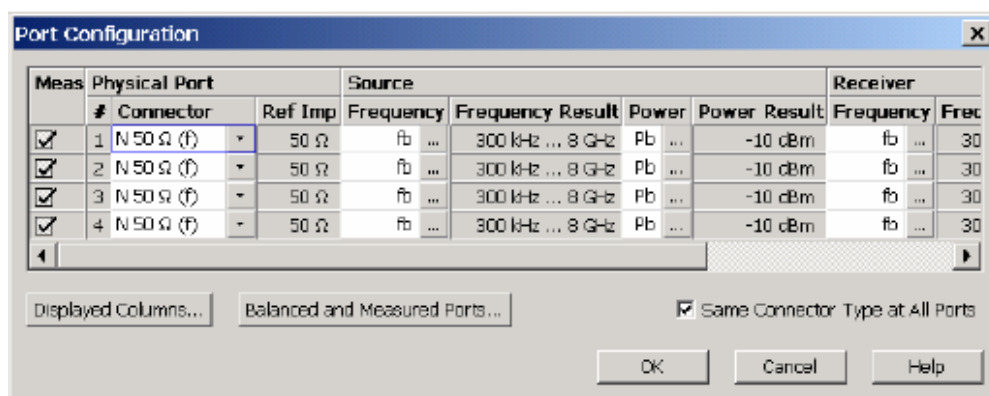 Port Configuration
Meas Physical Port Source Receiver
# Connector Ref Imp Frequency Frequency Result Power Power Result Frequency Frec
1 N 50 Ω (f) 50 Ω fb ... 300 kHz ... 8 GHz Pb ... -10 dBm fb ... 30
2 N 50 Ω (f) 50 Ω fb ... 300 kHz ... 8 GHz Pb ... -10 dBm fb ... 30
3 N 50 Ω (f) 50 Ω fb ... 300 kHz ... 8 GHz Pb ... -10 dBm fb ... 30
4 N 50 Ω (f) 50 Ω fb ... 300 kHz ... 8 GHz Pb ... -10 dBm fb ... 30
Displayed Columns... Balanced and Measured Ports... Same Connector Type at All Ports
OK Cancel Help